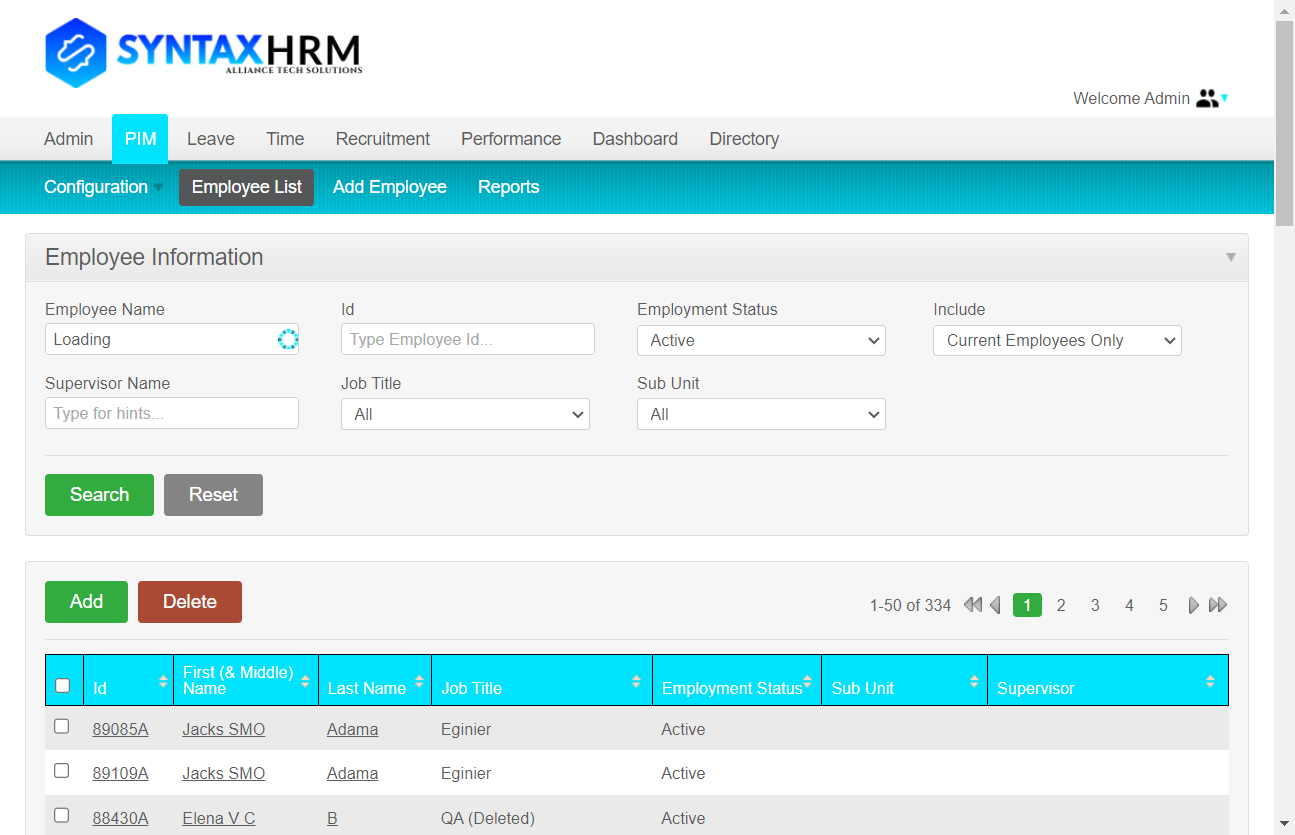 SYNTAXHRM
ALLIANCE TECH SOLUTIONS
Welcome Admin
Admin PIM Leave Time Recruitment Performance Dashboard Directory
Configuration Employee List Add Employee Reports
Employee Information
Employee Name Id Employment Status Include
Loading Type Employee Id... Active Current Employees Only
Supervisor Name Job Title Sub Unit
Type for hints... All All
Search Reset
Add Delete 1-50 of 334 1 2 3 4 5
Id First (& Middle) Name Last Name Job Title Employment Status Sub Unit Supervisor
89085A Jacks SMO Adama Eginier Active
89109A Jacks SMO Adama Eginier Active
88430A Elena V C B QA (Deleted) Active